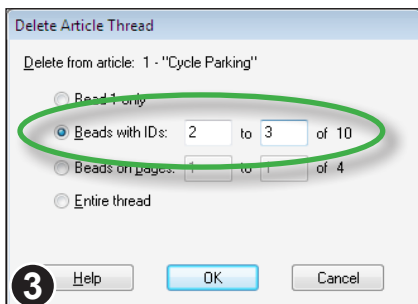 Delete Article Thread
Delete from article: 1 - "Cycle Parking"
Bead 1 only
Beads with IDs: 2 to 3 of 10
Beads on pages: 1 to 1 of 4
Entire thread
3 Help OK Cancel